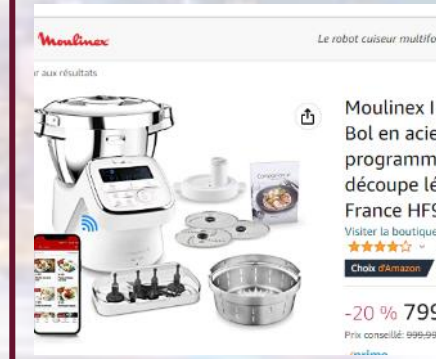 Moulinex
Le robot cuiseur multifo
r aux résultats
Moulinex I
Bol en acie
programm
découpe lé
France HF9
Visiter la boutique
Choix d'Amazon
-20 % 799
Prix conseillé: 999,99
prime